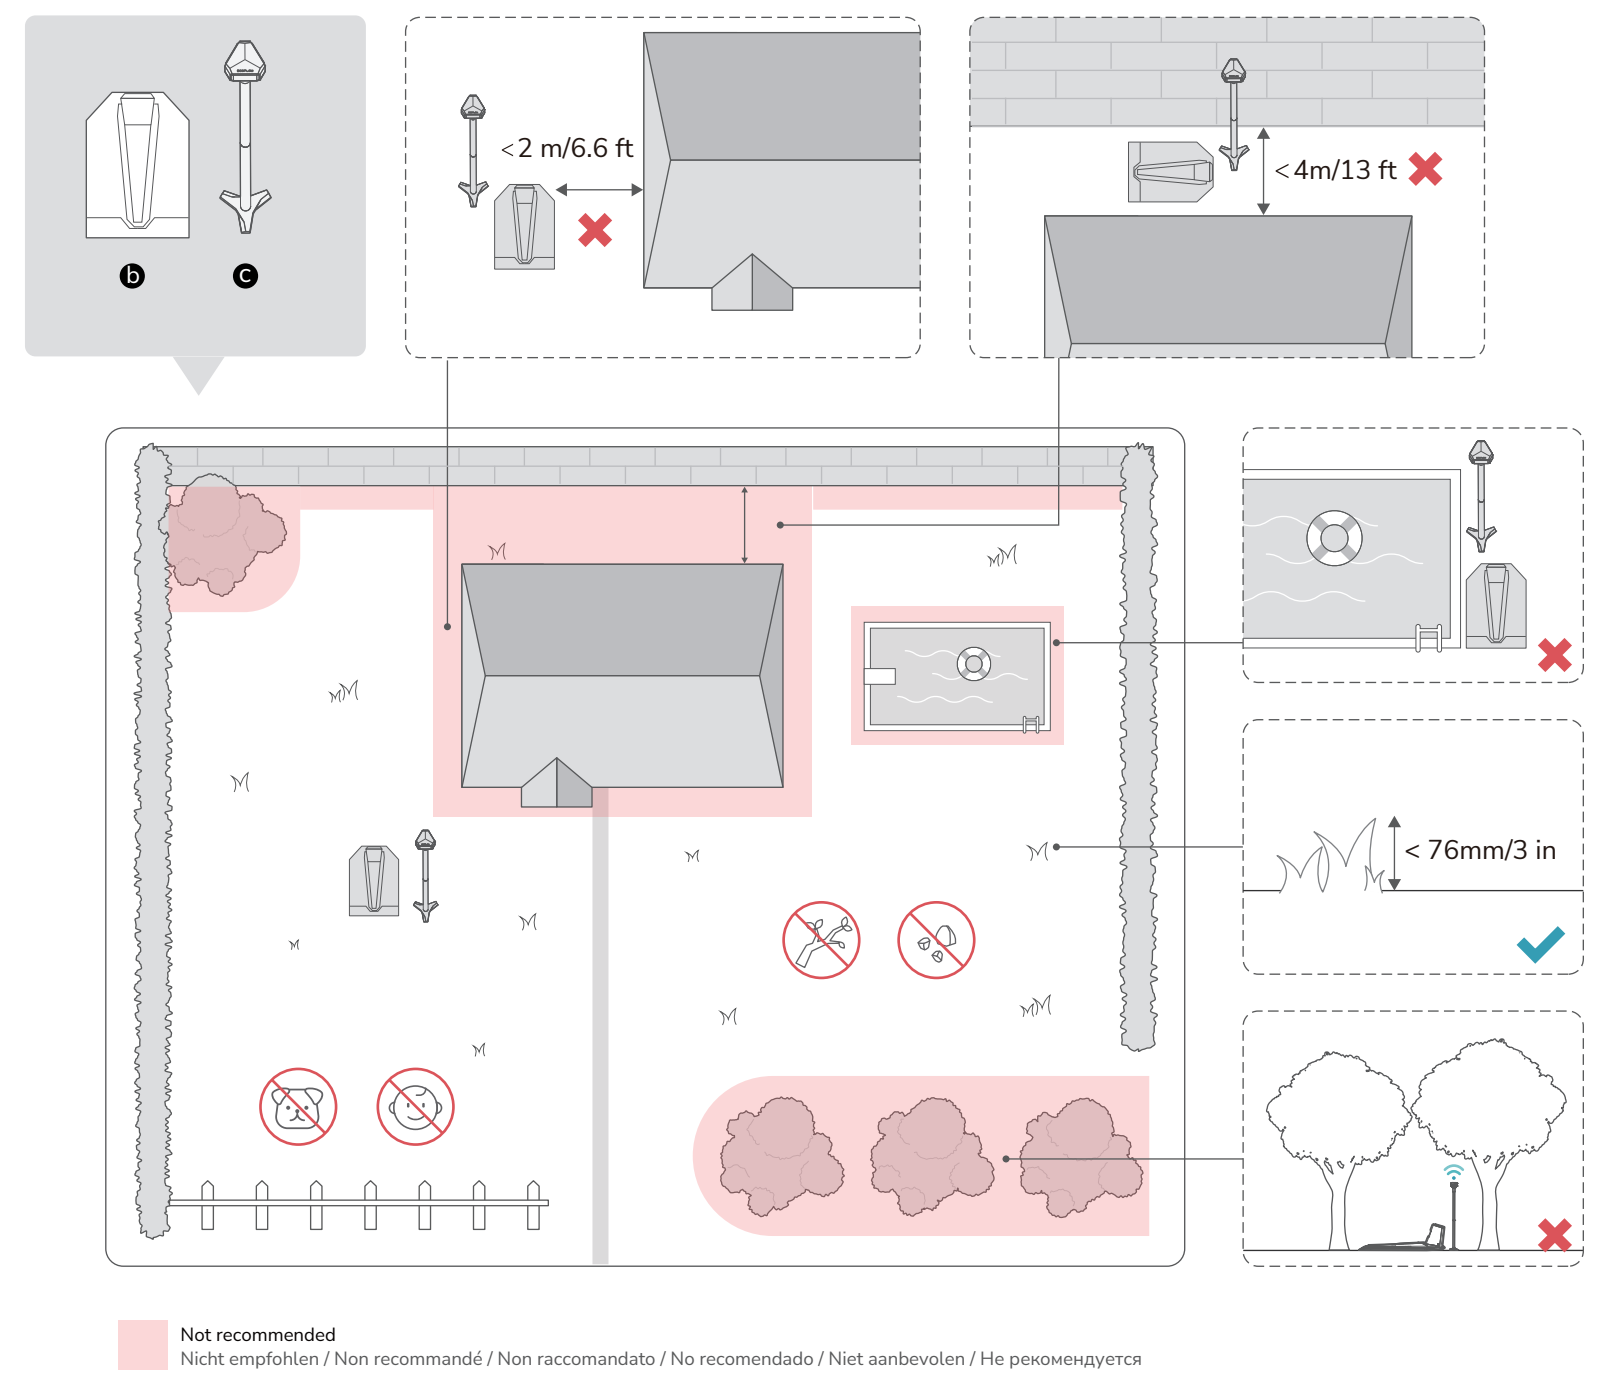 b
c
<2 m/6.6 ft
<4m/13 ft
< 76mm/3 in
Not recommended
Nicht empfohlen / Non recommandé / Non raccomandato / No recomendado / Niet aanbevolen / Не рекомендуется